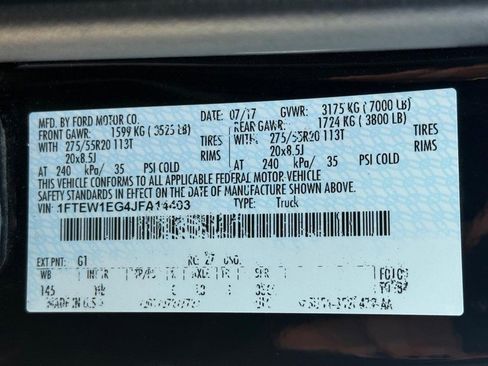 MFD. BY FORD MOTOR CO. DATE: 07/17 GVWR: 3175 KG ( 7000 LB)
FRONT GAWR: 1599 KG ( 3525 LB) REAR GAWR: 1724 KG ( 3800 LB)
WITH 275/55R20 113T TIRES WITH: 275/55R20 113T TIRES
20x8.5J RIMS 20x8.5J RIMS
AT 240 kPa/ 35 PSI COLD AT 240 kPa/ 35 PSI COLD
THIS VEHICLE CONFORMS TO ALL APPLICABLE FEDERAL MOTOR VEHICLE
SAFETY STANDARDS IN EFFECT ON THE DATE OF MANUFACTURE SHOWN ABOVE.
VIN: 1FTEW1EG4JFA14403 TYPE: Truck
EXT PNT: G1 27
WB
145
MADE IN U.S.A.